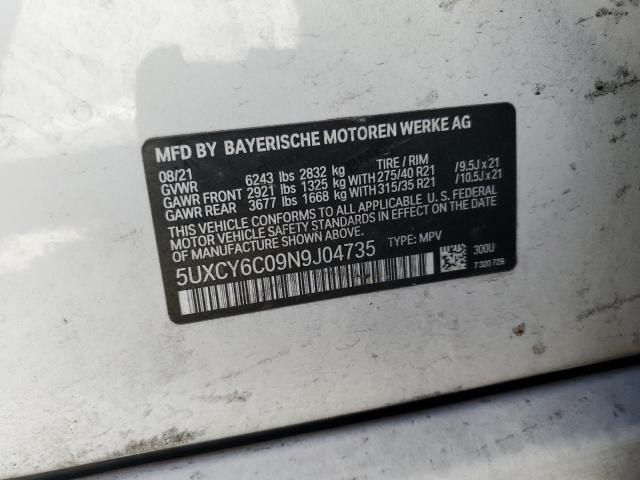 MFD BY BAYERISCHE MOTOREN WERKE AG
08/21 TIRE / RIM
GVWR 6243 lbs 2832 kg
GAWR FRONT 2921 lbs 1325 kg WITH 275/40 R21 /9.5J x 21
GAWR REAR 3677 lbs 1668 kg WITH 315/35 R21 /10.5J x 21
THIS VEHICLE CONFORMS TO ALL APPLICABLE U. S. FEDERAL
MOTOR VEHICLE SAFETY STANDARDS IN EFFECT ON THE DATE
OF MANUFACTURE SHOWN ABOVE.
5UXCY6C09N9J04735 TYPE: MPV
300U
7 320 729